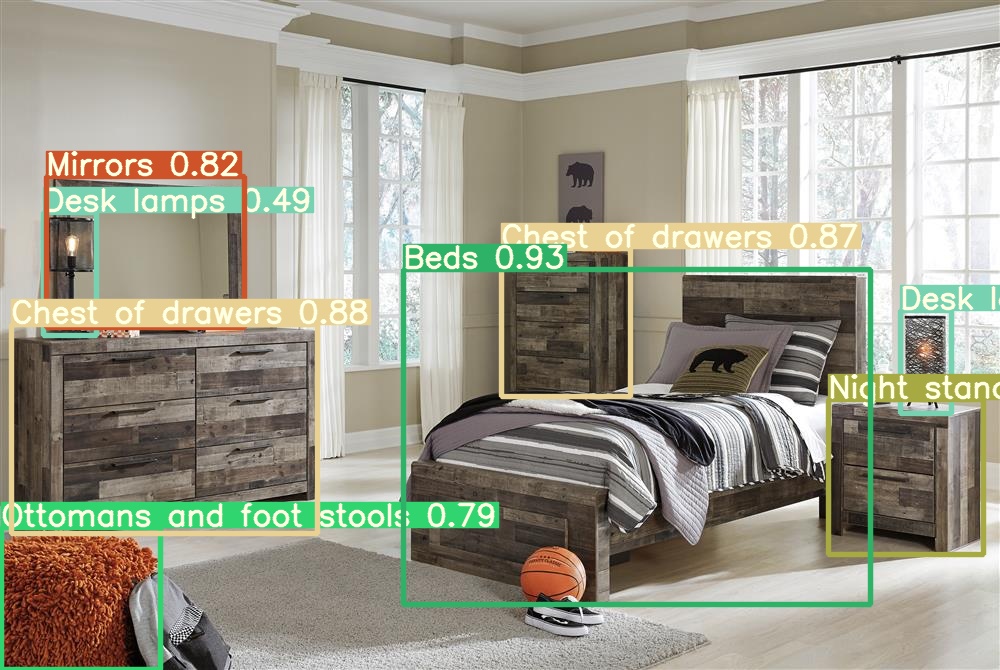 Mirrors 0.82
Desk lamps 0.49
Chest of drawers 0.87
Beds 0.93
Chest of drawers 0.88
Desk l
Night stand
Ottomans and foot stools 0.79